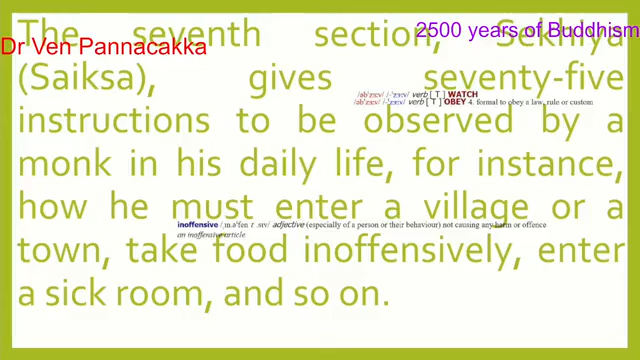 The seventh section, Sekhiya
2500 years of Buddhism
Dr Ven Pannacakka
(Saiksa), gives seventy-five
/əbˈzɜːv/ /-ˈzɝːv/ verb [ T ] WATCH
/əbˈzɜːv/ /-ˈzɝːv/ verb [ T ] OBEY 4. formal to obey a law, rule or custom
instructions to be observed by a
monk in his daily life, for instance,
how he must enter a village or a
inoffensive adjective (especially of a person or their behaviour) not causing any harm or offence
an inoffensive article
town, take food inoffensively, enter
a sick room, and so on.